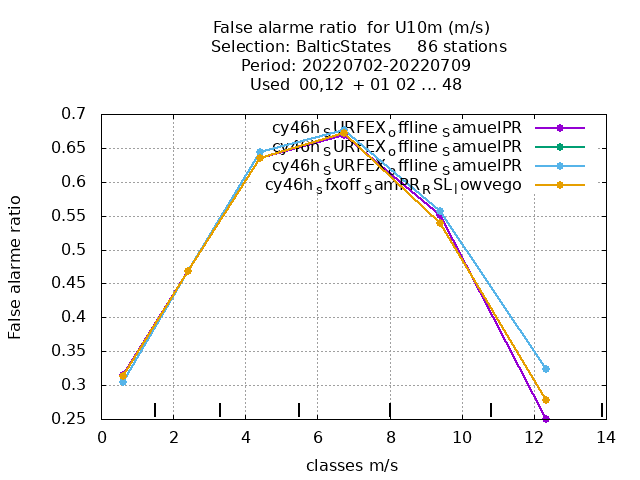 False alarme ratio for U10m (m/s)
Selection: BalticStates 86 stations
Period: 20220702-20220709
Used 00,12 + 01 02 ... 48
0.7
0.65
0.6
0.55
0.5
0.45
0.4
0.35
0.3
0.25
False alarme ratio
cy46h_SURFEX_offline_SamuelPR
cy46h_SURFEX_offline_SamuelPR
cy46h_SURFEX_offline_SamuelPR
cy46h_sfxoff_SamPR_RSL_lowvego
0 2 4 6 8 10 12 14
classes m/s